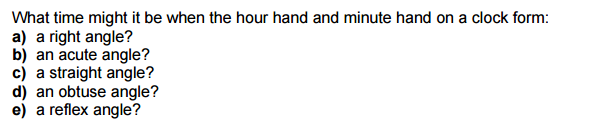 What time might it be when the hour hand and minute hand on a clock form:
a) a right angle?
b) an acute angle?
c) a straight angle?
d) an obtuse angle?
e) a reflex angle?